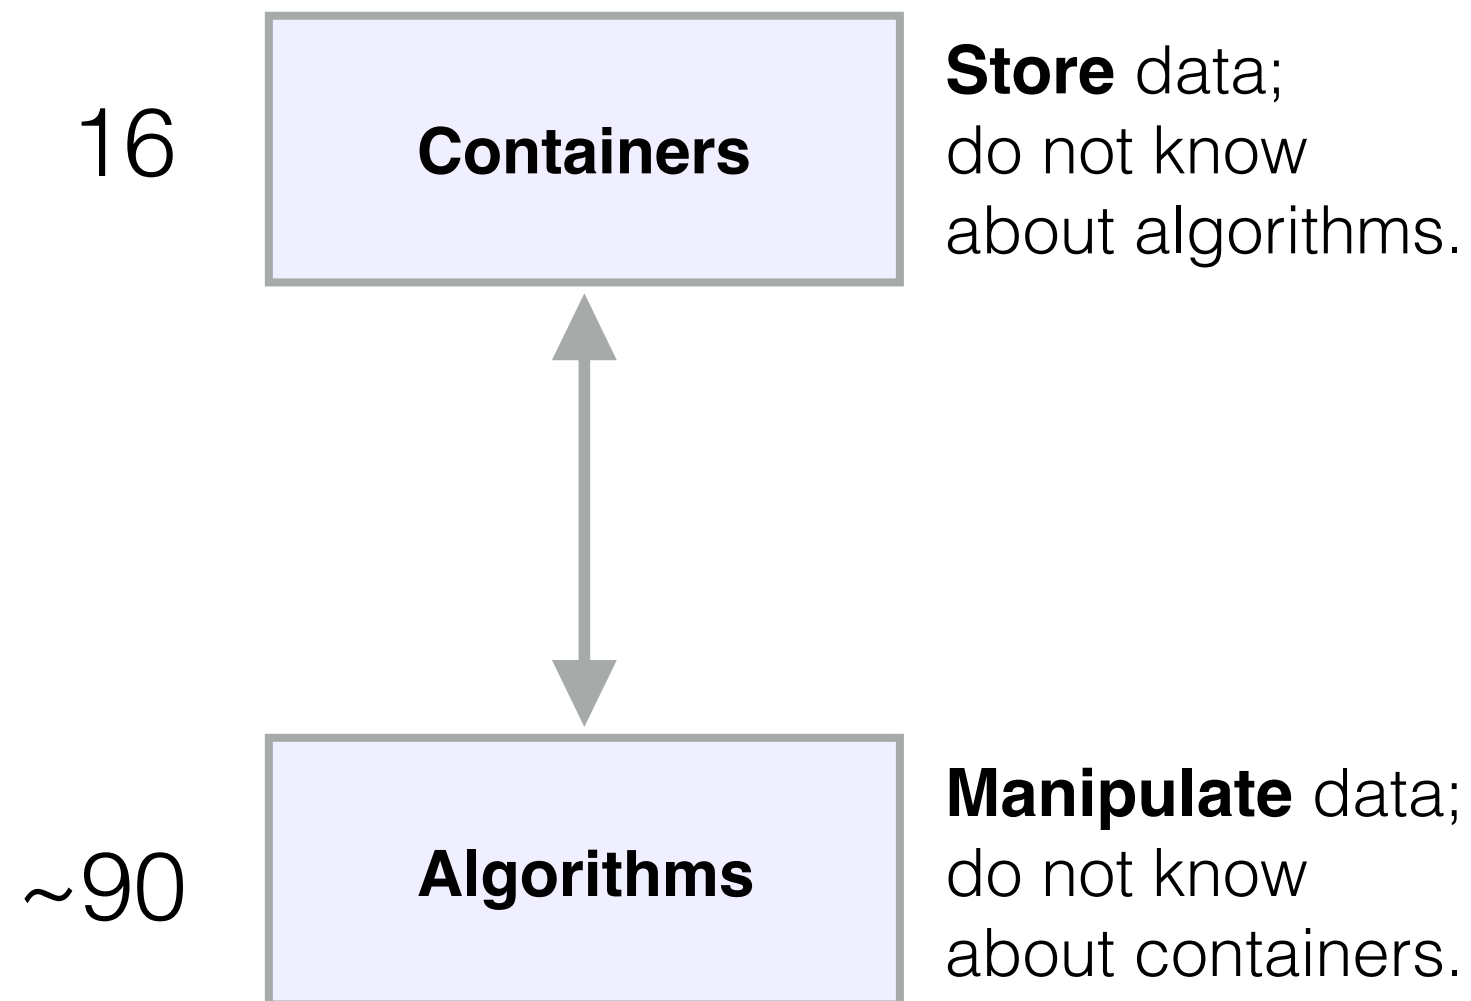 16
Containers
Store data;
do not know
about algorithms.
~90
Algorithms
Manipulate data;
do not know
about containers.